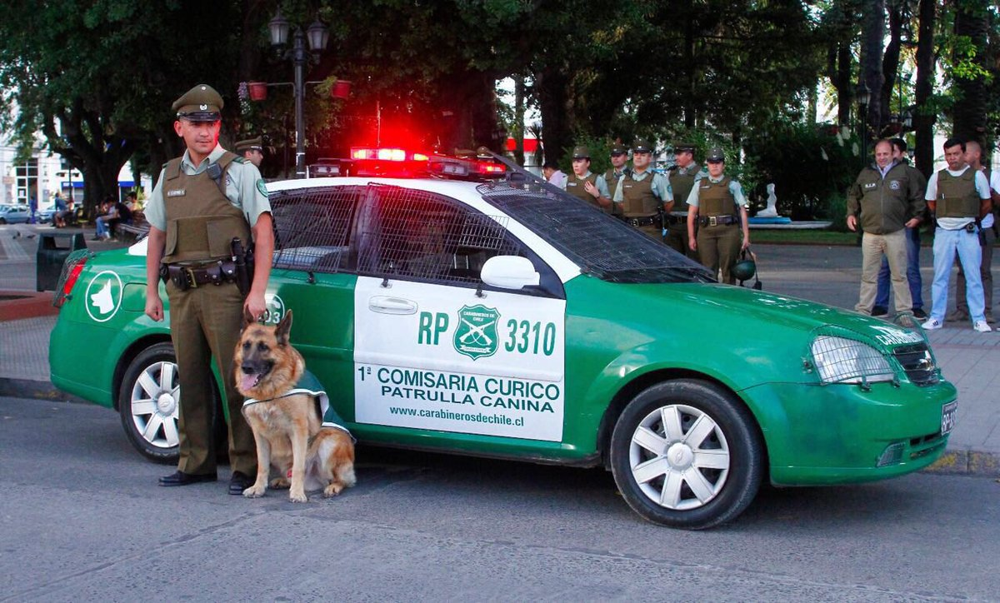 RP 3310
CARABINEROS
DE CHILE
1ª COMISARIA CURICO
PATRULLA CANINA
www.carabinerosdechile.cl
S.I.P.